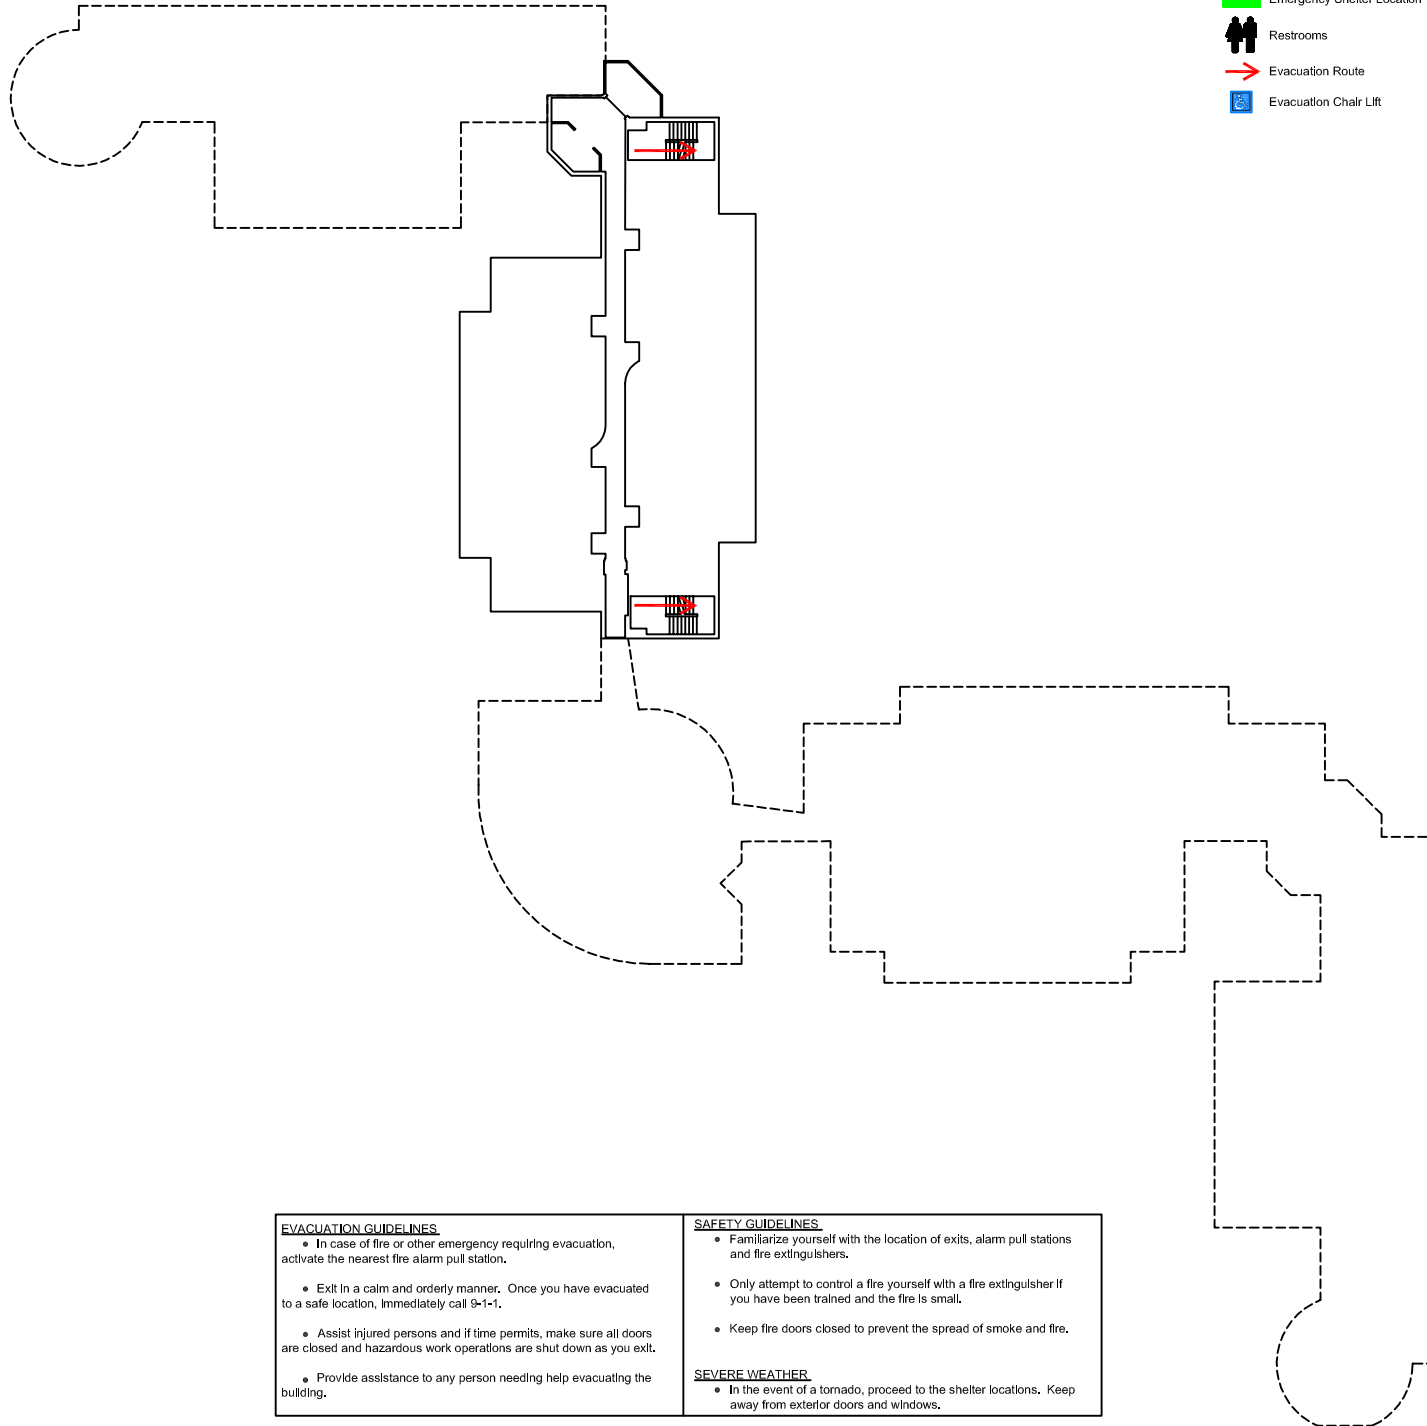 Emergency Shelter Location
Restrooms
Evacuation Route
Evacuation Chair Lift
EVACUATION GUIDELINES
• In case of fire or other emergency requiring evacuation,
activate the nearest fire alarm pull station.
• Exit in a calm and orderly manner. Once you have evacuated
to a safe location, immediately call 9-1-1.
• Assist injured persons and if time permits, make sure all doors
are closed and hazardous work operations are shut down as you exit.
• Provide assistance to any person needing help evacuating the
building.
SAFETY GUIDELINES
• Familiarize yourself with the location of exits, alarm pull stations
and fire extinguishers.
• Only attempt to control a fire yourself with a fire extinguisher if
you have been trained and the fire is small.
• Keep fire doors closed to prevent the spread of smoke and fire.
SEVERE WEATHER
• In the event of a tornado, proceed to the shelter locations. Keep
away from exterior doors and windows.